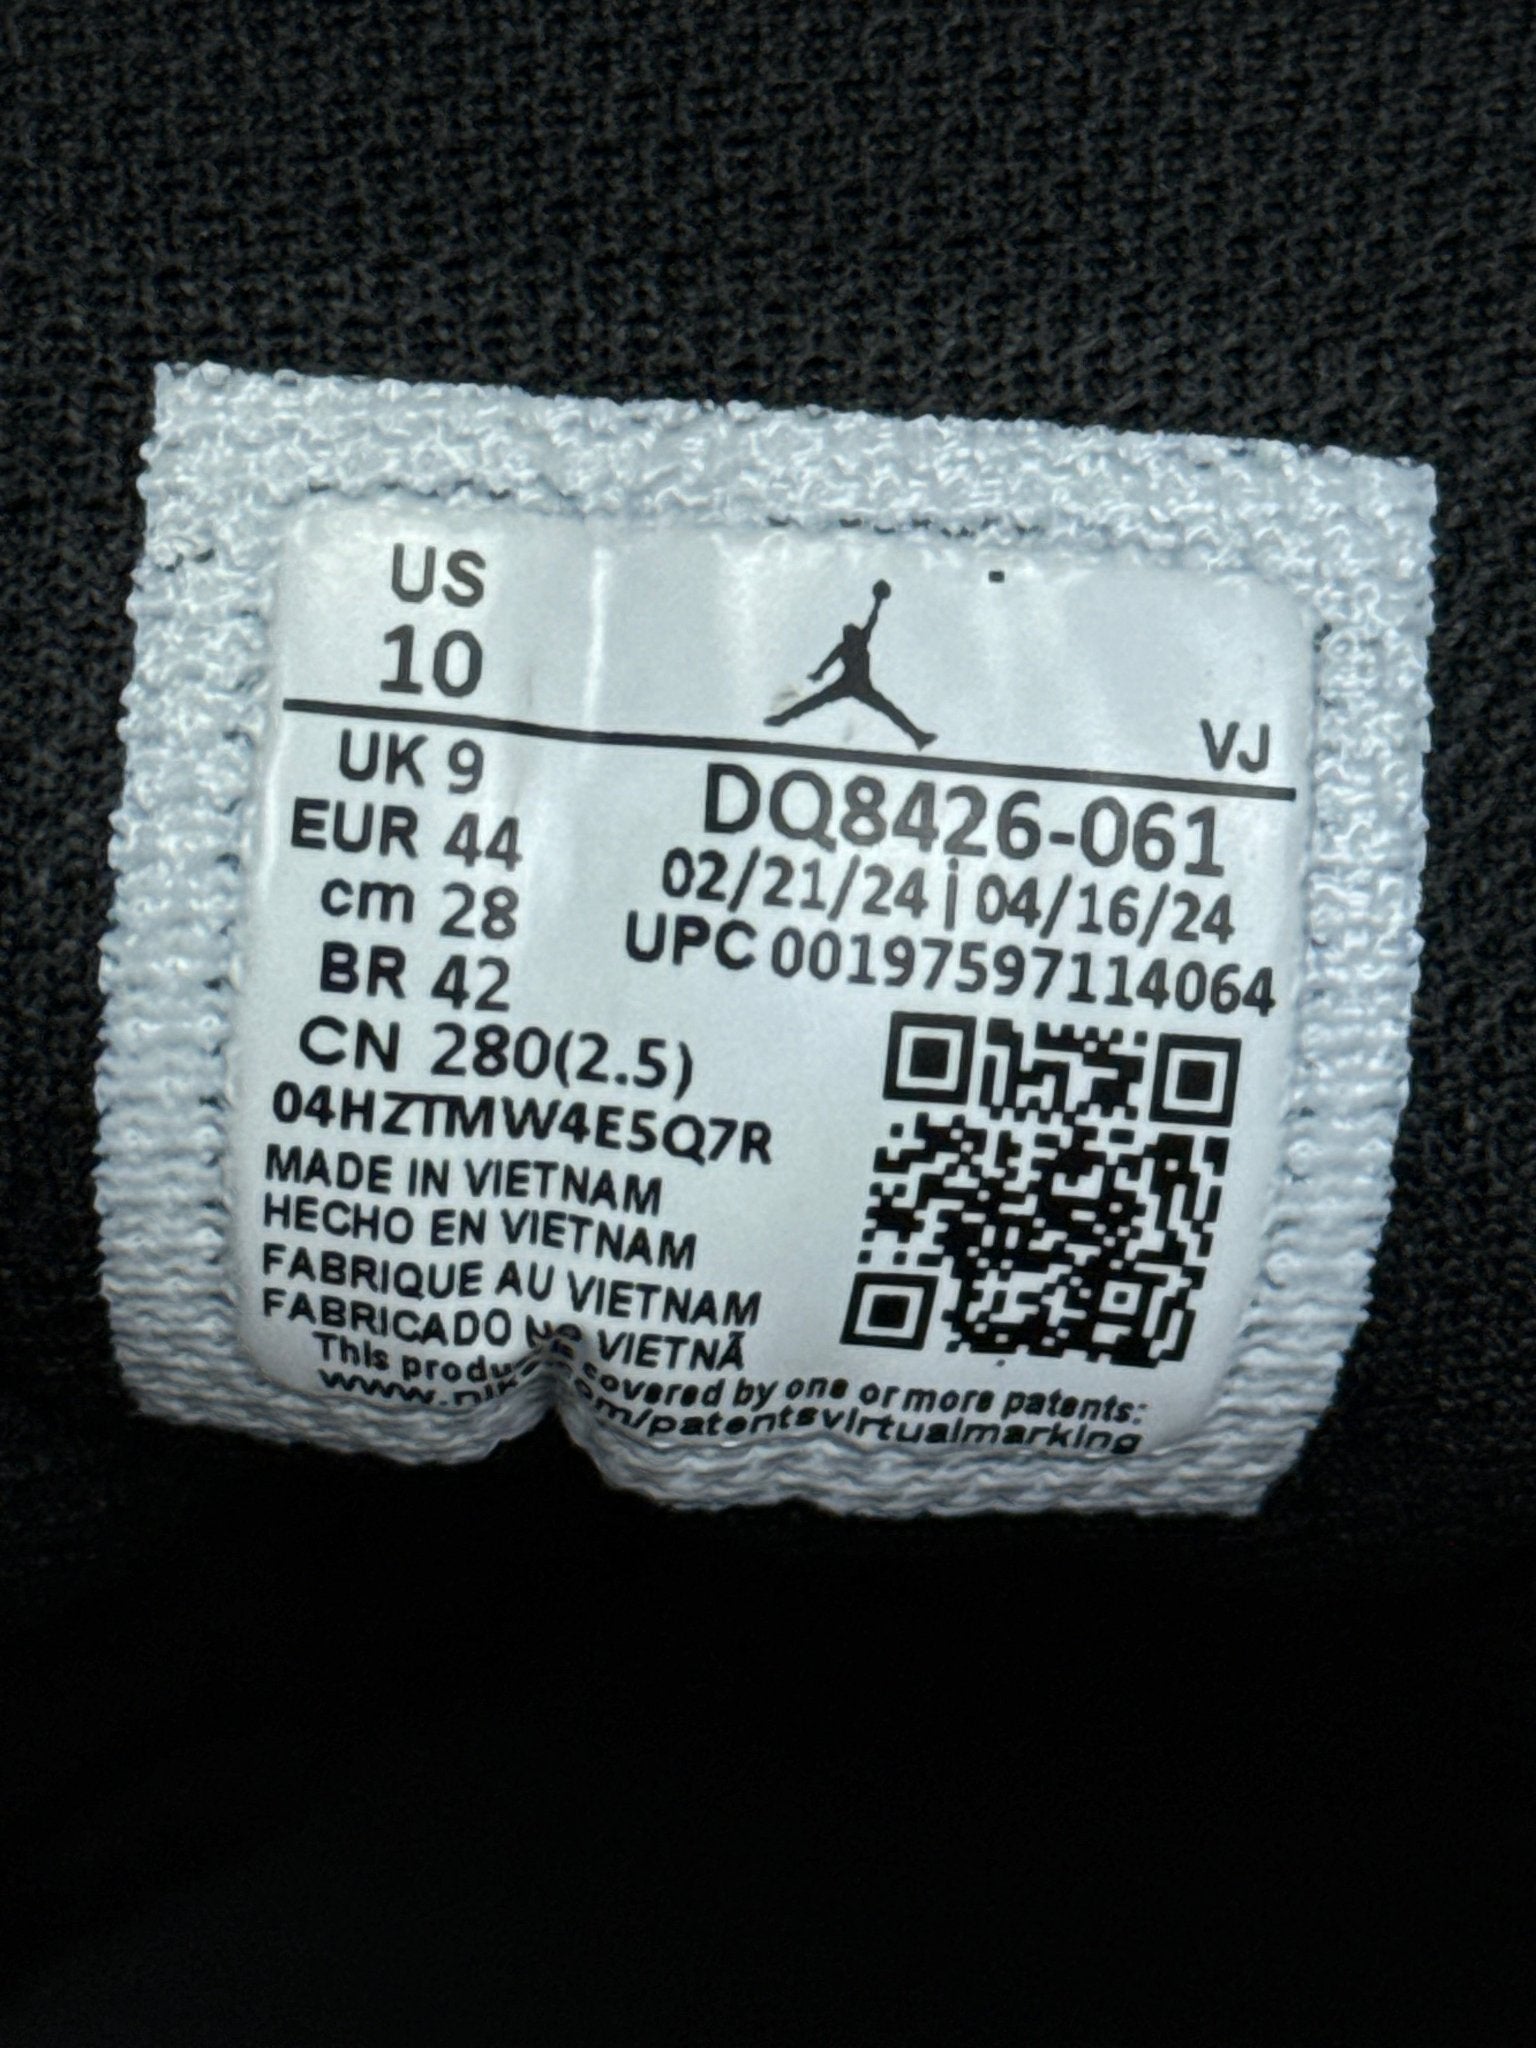 US
10
VJ
UK 9
EUR 44
cm 28
BR 42
CN 280(2.5)
DQ8426-061
02/21/24 | 04/16/24
UPC 00197597114064
04HZTMW4E5Q7R
MADE IN VIETNAM
HECHO EN VIETNAM
FABRIQUE AU VIETNAM
FABRICADO NO VIETNÃ
This covered by one or more patents: